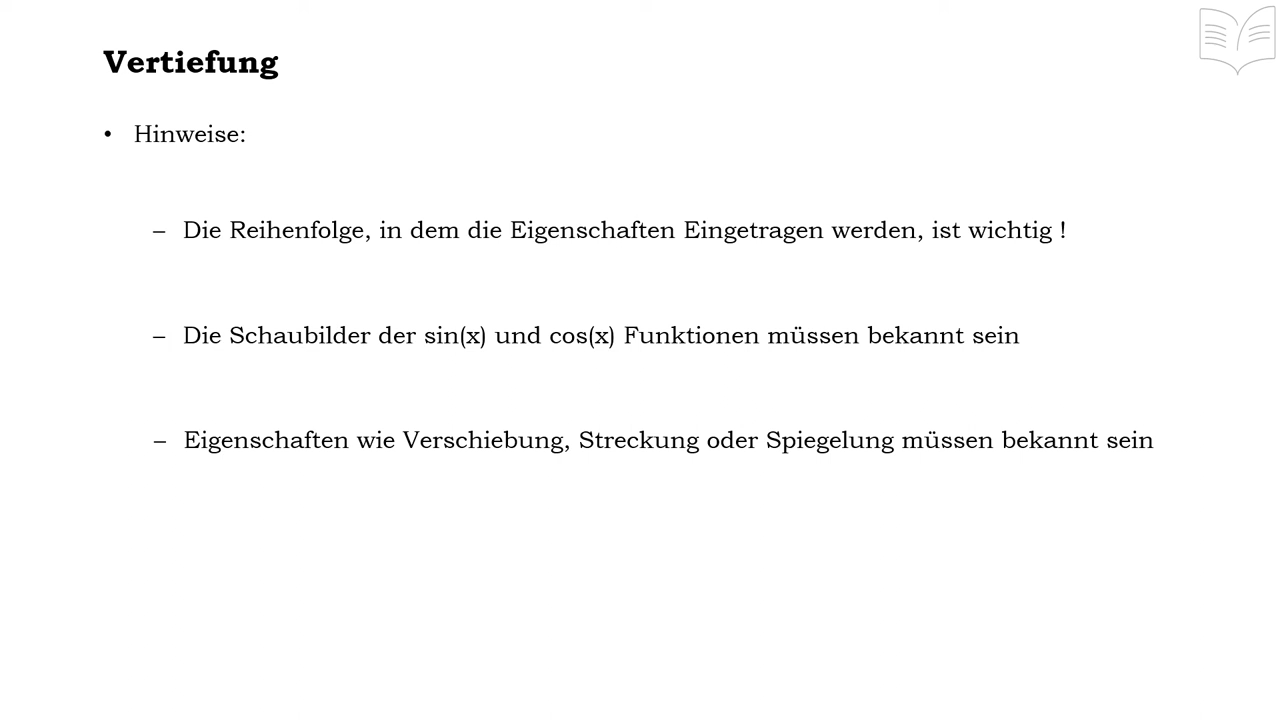 Vertiefung
• Hinweise:
– Die Reihenfolge, in dem die Eigenschaften Eingetragen werden, ist wichtig !
– Die Schaubilder der sin(x) und cos(x) Funktionen müssen bekannt sein
– Eigenschaften wie Verschiebung, Streckung oder Spiegelung müssen bekannt sein